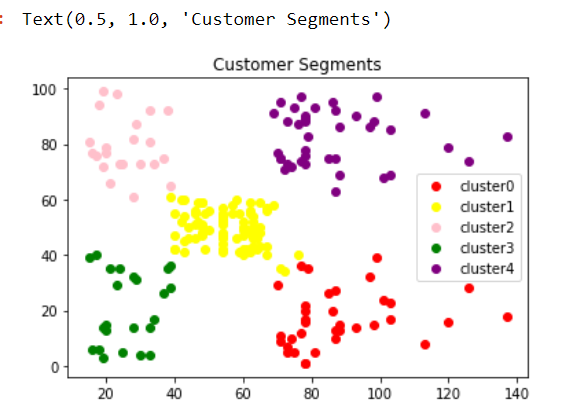 : Text(0.5, 1.0, 'Customer Segments')
Customer Segments
100
80
60
40
20
0
cluster0
cluster1
cluster2
cluster3
cluster4
20 40 60 80 100 120 140